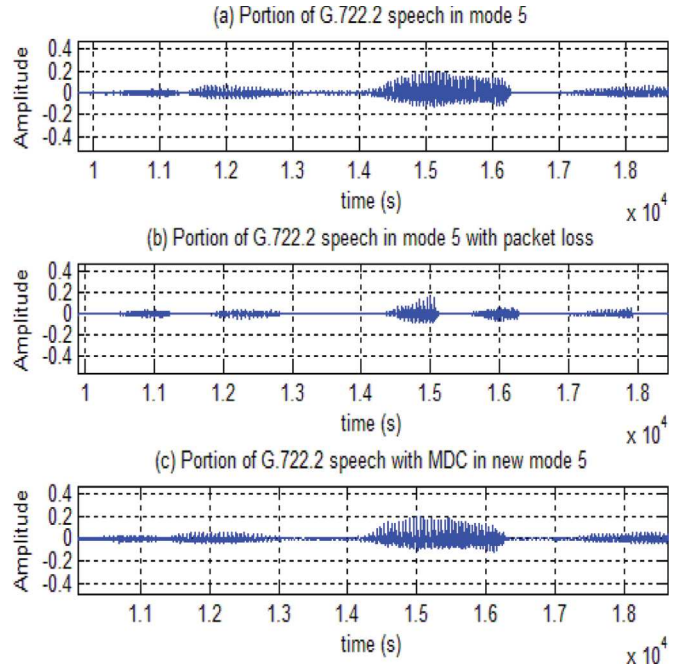 (a) Portion of G.722.2 speech in mode 5
Amplitude
0.4
0.2
0
-0.2
-0.4
1 1.1 1.2 1.3 1.4 1.5 1.6 1.7 1.8
time (s)
x 10^4
(b) Portion of G.722.2 speech in mode 5 with packet loss
Amplitude
0.4
0.2
0
-0.2
-0.4
1 1.1 1.2 1.3 1.4 1.5 1.6 1.7 1.8
time (s)
x 10^4
(c) Portion of G.722.2 speech with MDC in new mode 5
Amplitude
0.4
0.2
0
-0.2
-0.4
1.1 1.2 1.3 1.4 1.5 1.6 1.7 1.8
time (s)
x 10^4